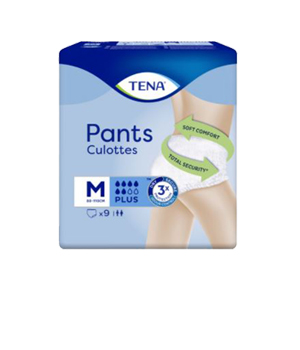 TENA
Pants
Culottes
SOFT COMFORT
TOTAL SECURITY*
M
PLUS
3x
x9